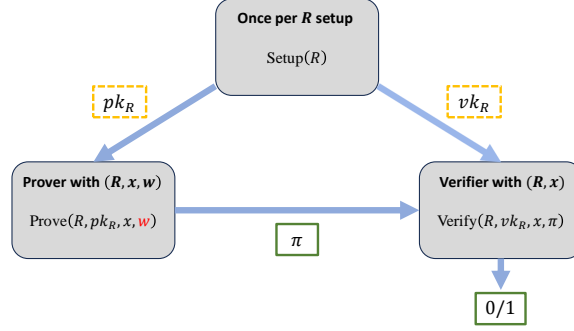 Once per R setup
Setup(R)
pk_R
vk_R
Prover with (R, x, w)
Prove(R, pk_R, x, w)
Verifier with (R, x)
Verify(R, vk_R, x, π)
π
0/1